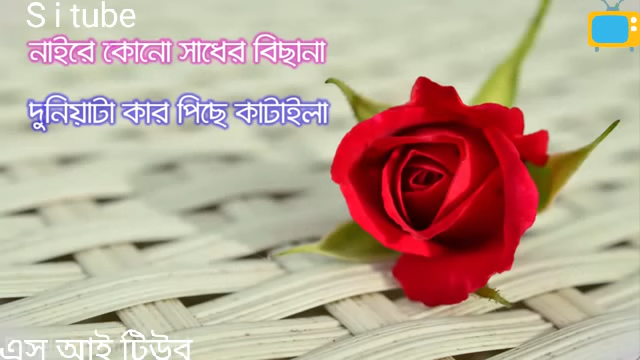 S i tube
নাইরে কোনো সাধের বিছানা
দুনিয়াটা কার পিছে কাটাইলা
এস আই টিউব